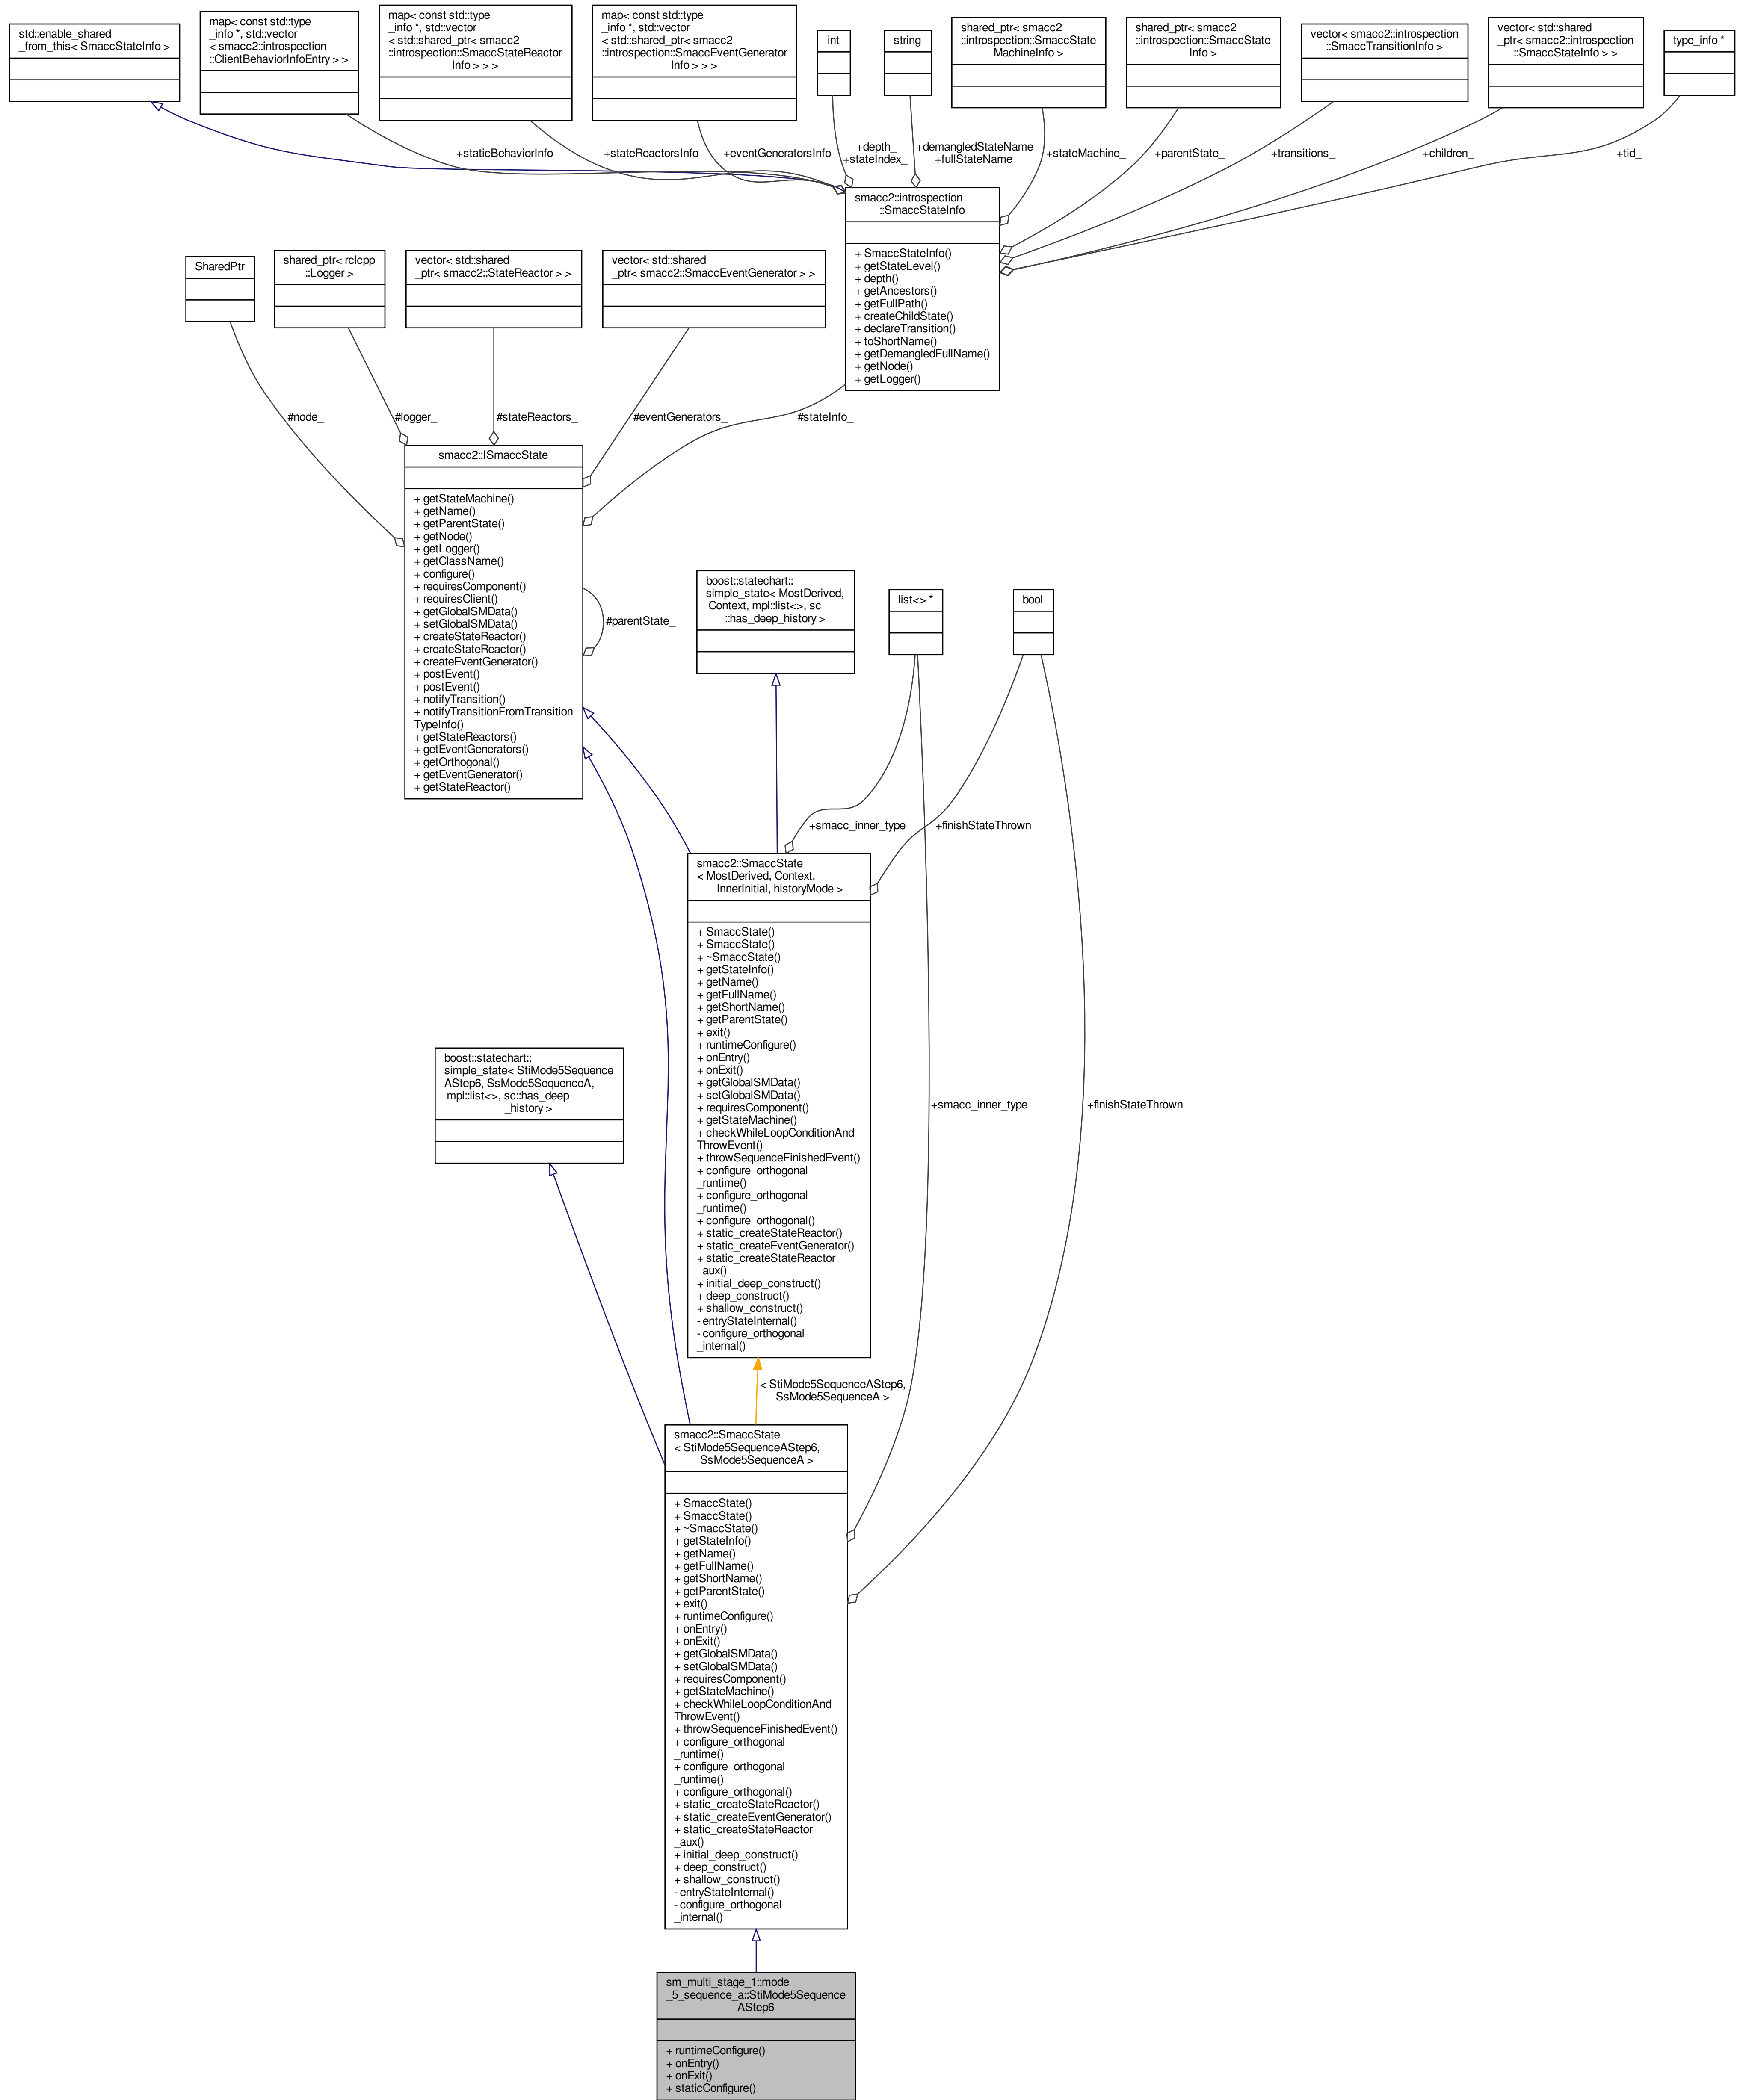 std::enable_shared
_from_this< SmaccStateInfo >
map< const std::type
_info *, std::vector
< smacc2::introspection
::ClientBehaviorInfoEntry > >
map< const std::type
_info *, std::vector
< std::shared_ptr< smacc2
::introspection::SmaccStateReactor
Info > > >
map< const std::type
_info *, std::vector
< std::shared_ptr< smacc2
::introspection::SmaccEventGenerator
Info > > >
int
string
shared_ptr< smacc2
::introspection::SmaccState
MachineInfo >
shared_ptr< smacc2
::introspection::SmaccState
Info >
vector< smacc2::introspection
::SmaccTransitionInfo >
vector< std::shared
_ptr< smacc2::introspection
::SmaccStateInfo > >
type_info *
+staticBehaviorInfo
+stateReactorsInfo
+eventGeneratorsInfo
+depth_
+stateIndex_
+demangledStateName
+fullStateName
+stateMachine_
+parentState_
+transitions_
+children_
+tid_
smacc2::introspection
::SmaccStateInfo
+ SmaccStateInfo()
+ getStateLevel()
+ depth()
+ getAncestors()
+ getFullPath()
+ createChildState()
+ declareTransition()
+ toShortName()
+ getDemangledFullName()
+ getNode()
+ getLogger()
SharedPtr
shared_ptr< rclcpp
::Logger >
vector< std::shared
_ptr< smacc2::StateReactor > >
vector< std::shared
_ptr< smacc2::SmaccEventGenerator > >
#node_
#logger_
#stateReactors_
#eventGenerators_
#stateInfo_
smacc2::ISmaccState
+ getStateMachine()
+ getName()
+ getParentState()
+ getNode()
+ getLogger()
+ getClassName()
+ configure()
+ requiresComponent()
+ requiresClient()
+ getGlobalSMData()
+ setGlobalSMData()
+ createStateReactor()
+ createStateReactor()
+ createEventGenerator()
+ postEvent()
+ postEvent()
+ notifyTransition()
+ notifyTransitionFromTransition
TypeInfo()
+ getStateReactors()
+ getEventGenerators()
+ getOrthogonal()
+ getEventGenerator()
+ getStateReactor()
#parentState_
boost::statechart::
simple_state< MostDerived,
Context, mpl::list<>, sc
::has_deep_history >
list<> *
bool
+smacc_inner_type
+finishStateThrown
smacc2::SmaccState
< MostDerived, Context,
InnerInitial, historyMode >
+ SmaccState()
+ SmaccState()
+ ~SmaccState()
+ getStateInfo()
+ getName()
+ getFullName()
+ getShortName()
+ getParentState()
+ exit()
+ runtimeConfigure()
+ onEntry()
+ onExit()
+ getGlobalSMData()
+ setGlobalSMData()
+ requiresComponent()
+ getStateMachine()
+ checkWhileLoopConditionAnd
ThrowEvent()
+ throwSequenceFinishedEvent()
+ configure_orthogonal
_runtime()
+ configure_orthogonal
_runtime()
+ configure_orthogonal()
+ static_createStateReactor()
+ static_createEventGenerator()
+ static_createStateReactor
_aux()
+ initial_deep_construct()
+ deep_construct()
+ shallow_construct()
- entryStateInternal()
- configure_orthogonal
_internal()
boost::statechart::
simple_state< StiMode5Sequence
AStep6, SsMode5SequenceA,
mpl::list<>, sc::has_deep
_history >
+smacc_inner_type
+finishStateThrown
< StiMode5SequenceAStep6,
SsMode5SequenceA >
smacc2::SmaccState
< StiMode5SequenceAStep6,
SsMode5SequenceA >
+ SmaccState()
+ SmaccState()
+ ~SmaccState()
+ getStateInfo()
+ getName()
+ getFullName()
+ getShortName()
+ getParentState()
+ exit()
+ runtimeConfigure()
+ onEntry()
+ onExit()
+ getGlobalSMData()
+ setGlobalSMData()
+ requiresComponent()
+ getStateMachine()
+ checkWhileLoopConditionAnd
ThrowEvent()
+ throwSequenceFinishedEvent()
+ configure_orthogonal
_runtime()
+ configure_orthogonal
_runtime()
+ configure_orthogonal()
+ static_createStateReactor()
+ static_createEventGenerator()
+ static_createStateReactor
_aux()
+ initial_deep_construct()
+ deep_construct()
+ shallow_construct()
- entryStateInternal()
- configure_orthogonal
_internal()
sm_multi_stage_1::mode
_5_sequence_a::StiMode5Sequence
AStep6
+ runtimeConfigure()
+ onEntry()
+ onExit()
+ staticConfigure()